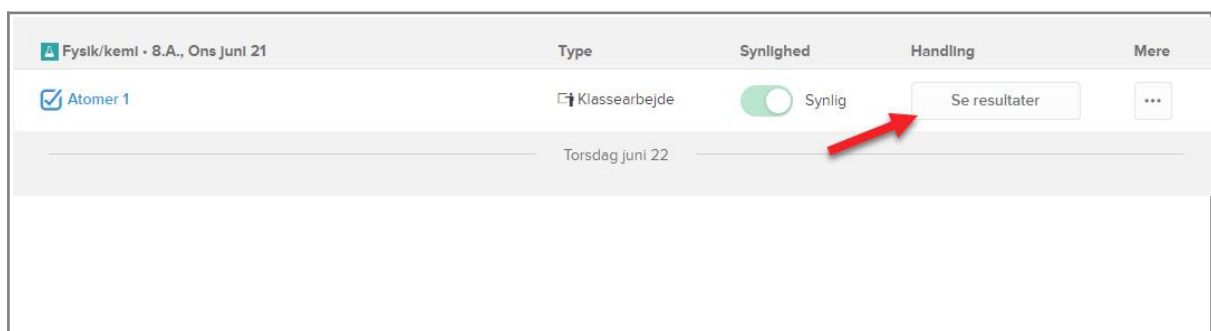 Fysik/kemi • 8.A., Ons juni 21 Type Synlighed Handling Mere
Atomer 1 Klassearbejde Synlig Se resultater ...
Torsdag juni 22